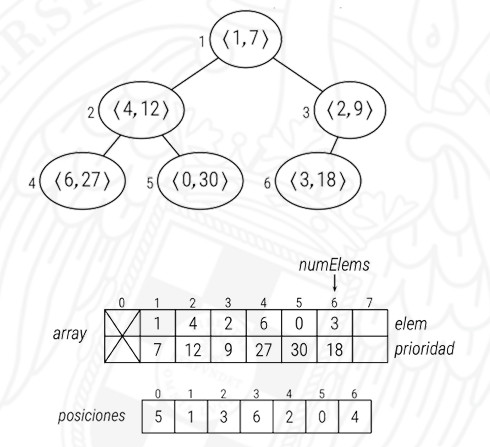 1 ⟨1,7⟩
2 ⟨4,12⟩ 3 ⟨2,9⟩
4 ⟨6,27⟩ 5 ⟨0,30⟩ 6 ⟨3,18⟩
numElems
0 1 2 3 4 5 6 7
1 4 2 6 0 3 elem
array
7 12 9 27 30 18 prioridad
0 1 2 3 4 5 6
posiciones 5 1 3 6 2 0 4